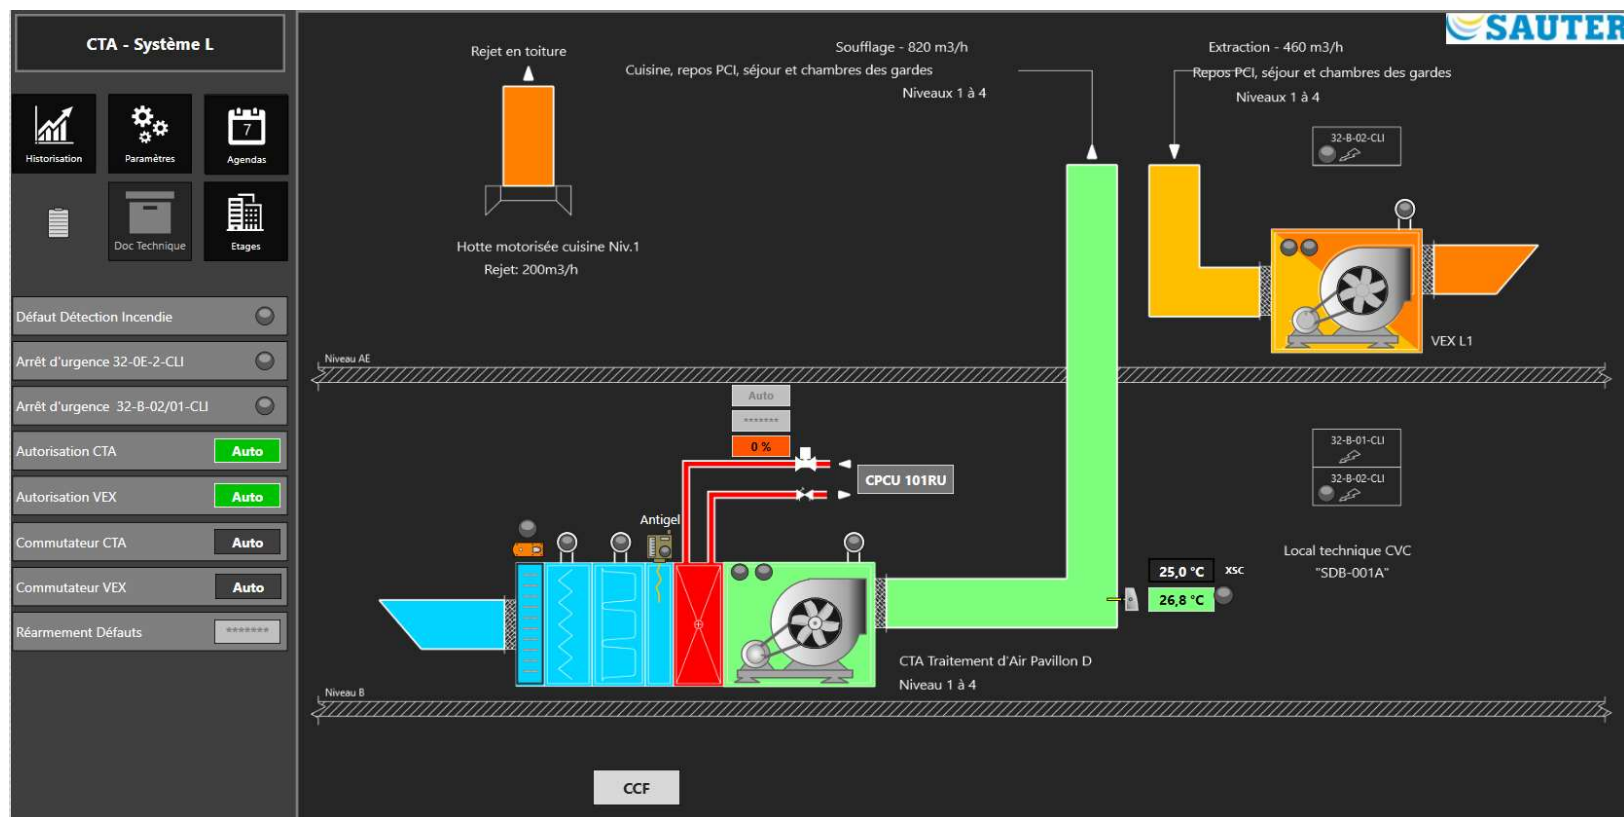 CTA - Système L
Historisation
Paramètres
7
Agendas
Doc Technique
Etages
Défaut Détection Incendie
Arrêt d'urgence 32-0E-2-CLI
Arrêt d'urgence 32-B-02/01-CLI
Autorisation CTA
Auto
Autorisation VEX
Auto
Commutateur CTA
Auto
Commutateur VEX
Auto
Réarmement Défauts
*******
SAUTER
Rejet en toiture
Hotte motorisée cuisine Niv.1
Rejet: 200m3/h
Soufflage - 820 m3/h
Cuisine, repos PCI, séjour et chambres des gardes
Niveaux 1 à 4
Extraction - 460 m3/h
Repos PCI, séjour et chambres des gardes
Niveaux 1 à 4
32-B-02-CLI
VEX L1
Niveau AE
Auto
*******
0 %
CPCU 101RU
Antigel
32-B-01-CLI
32-B-02-CLI
Local technique CVC
"SDB-001A"
25,0 °C
XSC
26,8 °C
CTA Traitement d'Air Pavillon D
Niveau 1 à 4
Niveau B
CCF